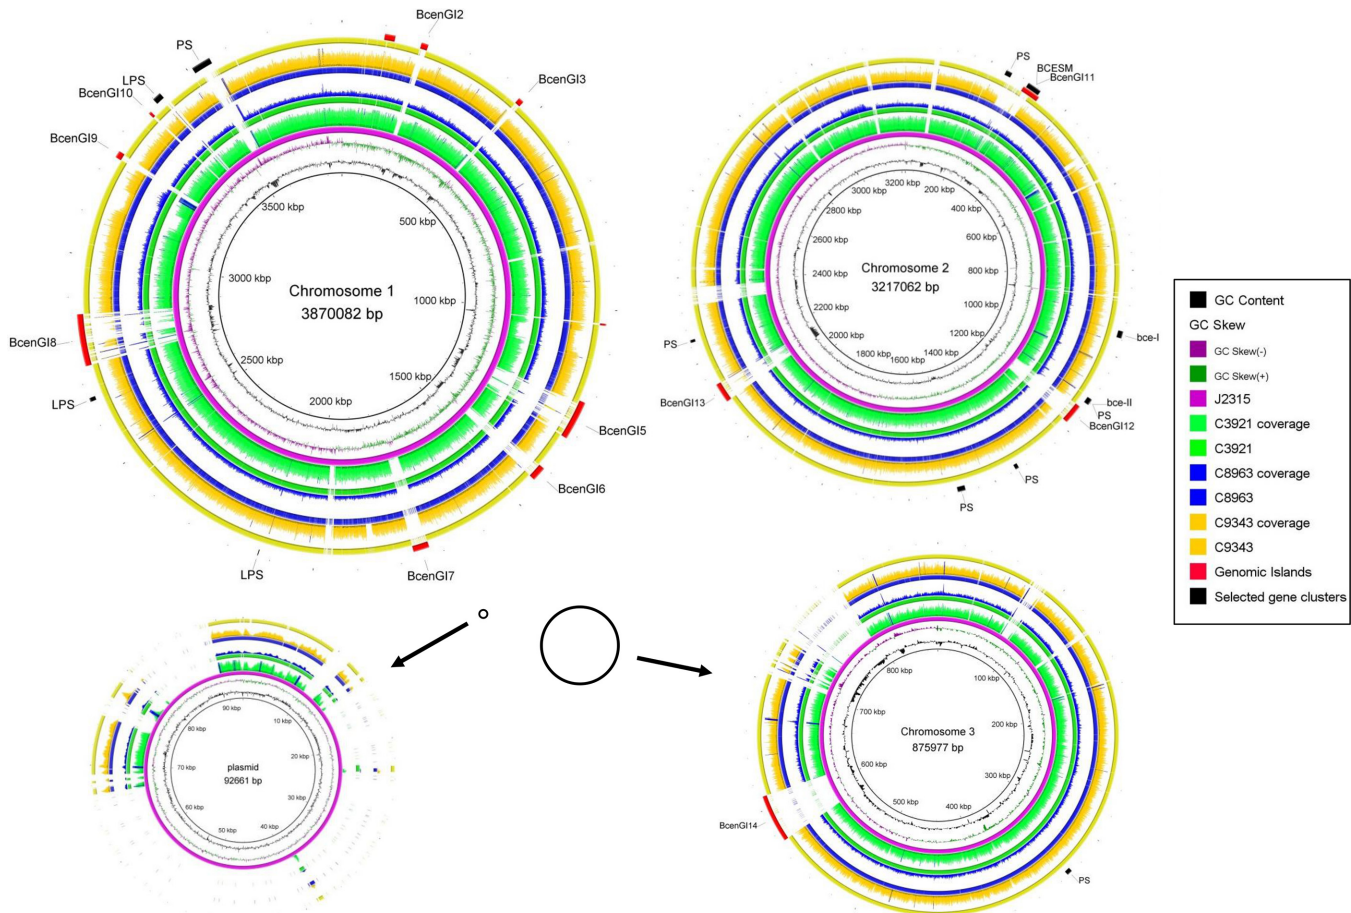 BcenGI2
PS
LPS
BcenGI10
BcenGI3
BcenGI9
3500 kbp
500 kbp
3000 kbp
Chromosome 1
3870082 bp
1000 kbp
BcenGI8
2500 kbp
1500 kbp
LPS
2000 kbp
BcenGI5
BcenGI6
LPS
BcenGI7
PS
BCESM
BcenGI11
3200 kbp
3000 kbp
200 kbp
2800 kbp
400 kbp
2600 kbp
600 kbp
2400 kbp
Chromosome 2
3217062 bp
800 kbp
2200 kbp
1000 kbp
2000 kbp
1200 kbp
1800 kbp
1600 kbp
1400 kbp
PS
bce-I
BcenGI13
bce-II
PS
BcenGI12
PS
PS
GC Content
GC Skew
GC Skew(-)
GC Skew(+)
J2315
C3921 coverage
C3921
C8963 coverage
C8963
C9343 coverage
C9343
Genomic Islands
Selected gene clusters
90 kbp
10 kbp
80 kbp
20 kbp
70 kbp
plasmid
92661 bp
30 kbp
60 kbp
40 kbp
50 kbp
800 kbp
100 kbp
700 kbp
200 kbp
Chromosome 3
875977 bp
600 kbp
300 kbp
500 kbp
400 kbp
BcenGI14
PS